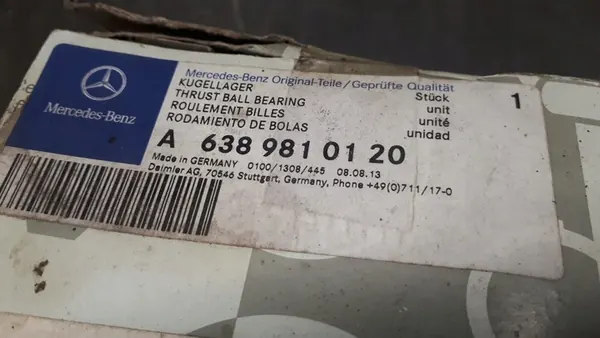 Mercedes-Benz
Mercedes-Benz Original-Teile/Geprüfte Qualität
KUGELLAGER
THRUST BALL BEARING
ROULEMENT BILLES
RODAMIENTO DE BOLAS
Stück
unit
unité
unidad
1
A 638 981 01 20
Made in GERMANY 0100/1308/445 08.08.13
Daimler AG, 70546 Stuttgart, Germany, Phone +49(0)711/17-0